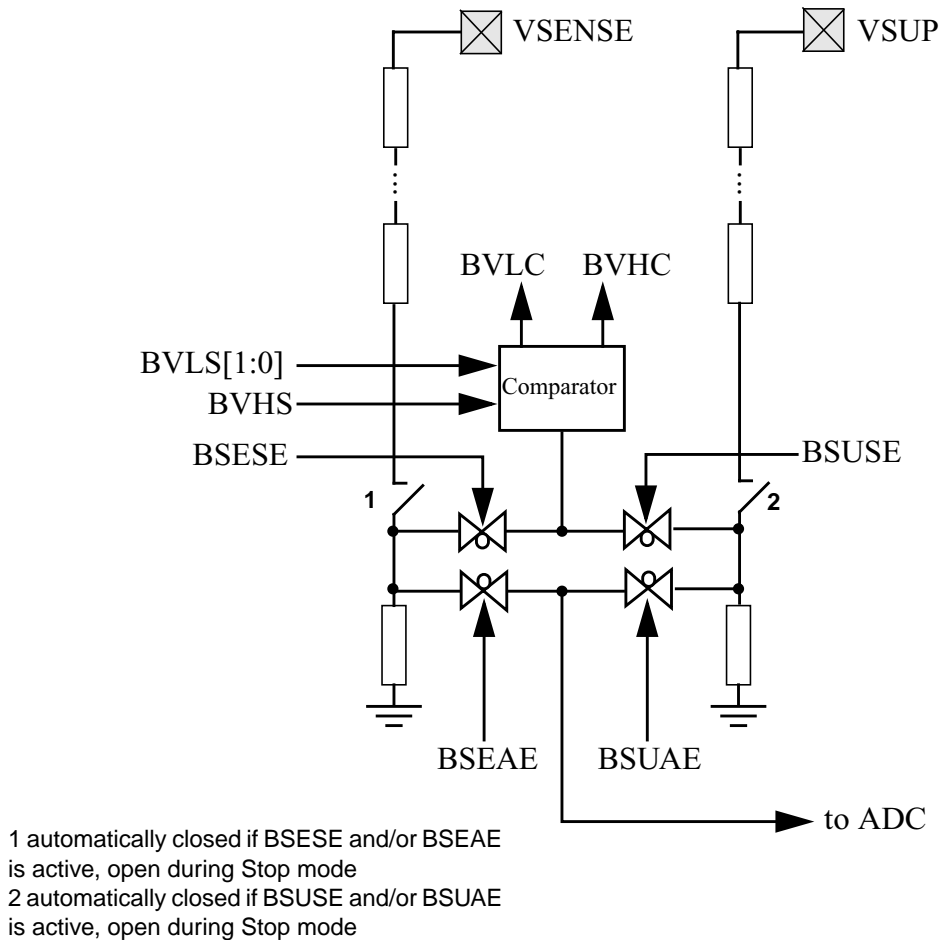 VSENSE
VSUP
BVLC
BVHC
BVLS[1:0]
Comparator
BVHS
BSESE
BSUSE
1
2
BSEAE
BSUAE
to ADC
1 automatically closed if BSESE and/or BSEAE
is active, open during Stop mode
2 automatically closed if BSUSE and/or BSUAE
is active, open during Stop mode